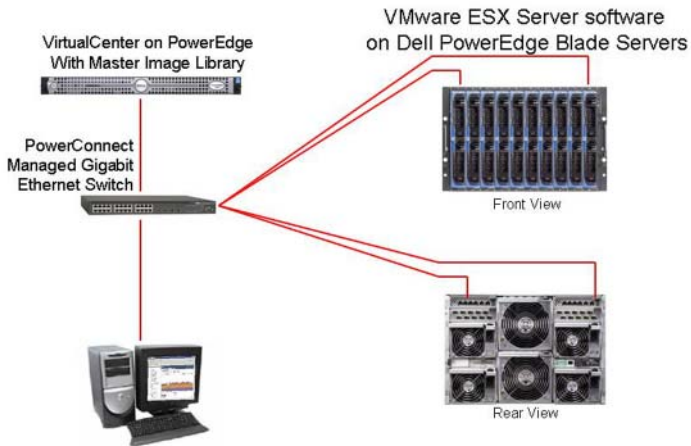 VirtualCenter on PowerEdge
With Master Image Library
VMware ESX Server software
on Dell PowerEdge Blade Servers
PowerConnect
Managed Gigabit
Ethernet Switch
Front View
Rear View